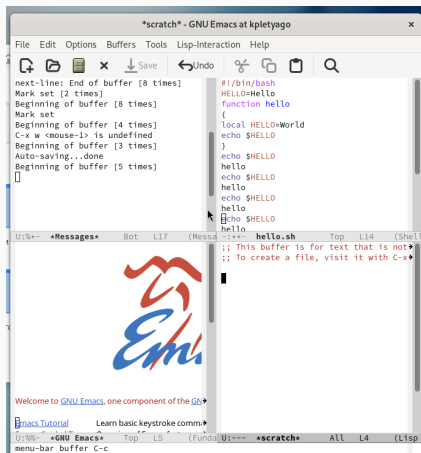 *scratch* - GNU Emacs at kpletyago
×
File Edit Options Buffers Tools Lisp-Interaction Help
Save Undo
next-line: End of buffer [8 times]
Mark set [2 times]
Beginning of buffer [8 times]
Mark set
Beginning of buffer [4 times]
C-x w <mouse-1> is undefined
Beginning of buffer [3 times]
Auto-saving...done
Beginning of buffer [5 times]
U:%*- *Messages* Bot L17 (Messa
#!/bin/bash
HELLO=Hello
function hello
{
local HELLO=World
echo $HELLO
}
echo $HELLO
hello
echo $HELLO
hello
echo $HELLO
hello
echo $HELLO
hello
-:**- hello.sh Top L14 (Shell
Emac
Welcome to GNU Emacs, one component of the GN
Emacs Tutorial Learn basic keystroke comma
U:%%- *GNU Emacs* Top L5 (Funda
;; This buffer is for text that is not
;; To create a file, visit it with C-x
U:--- *scratch* All L4 (Lisp
menu-bar buffer C-c